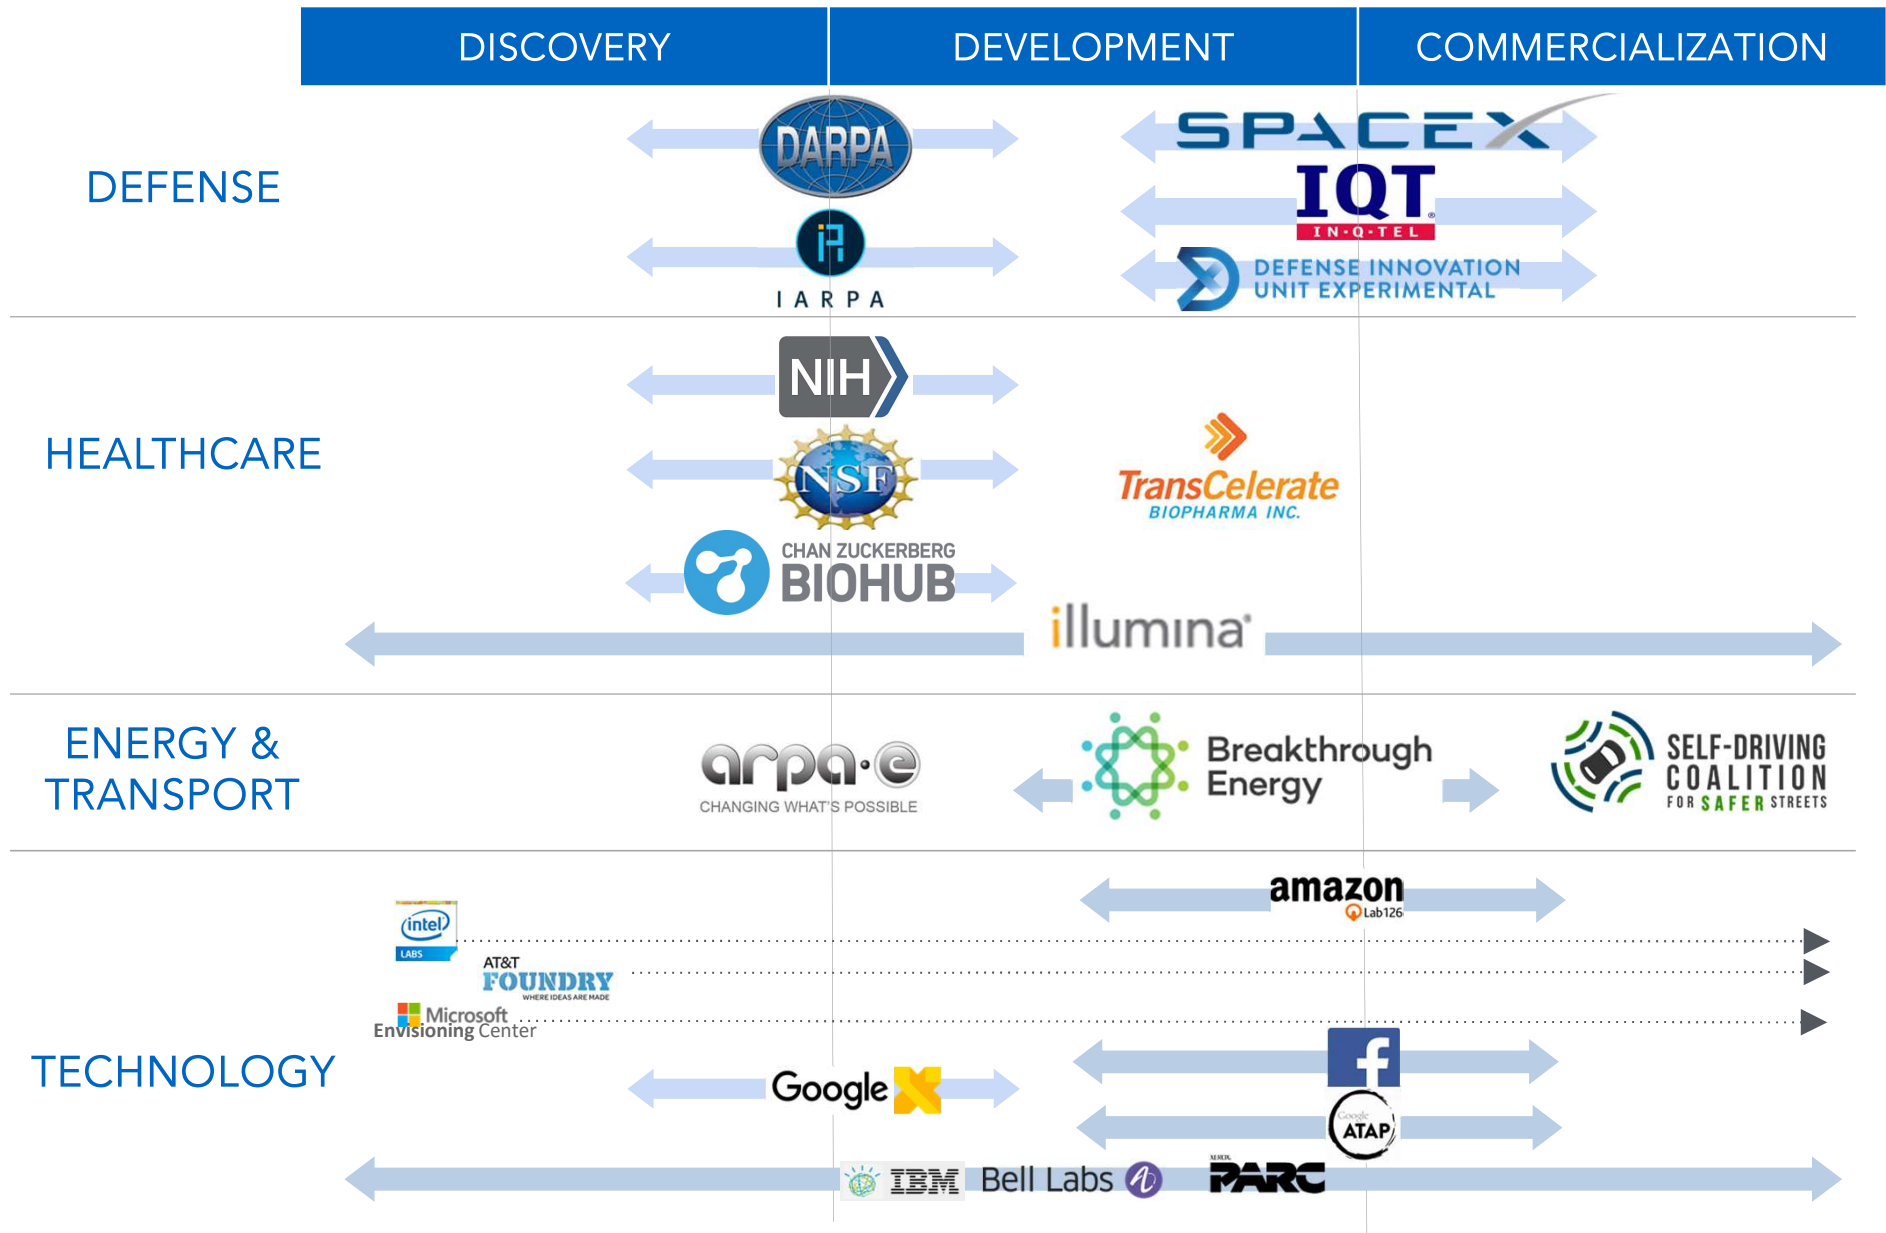 DISCOVERY
DEVELOPMENT
COMMERCIALIZATION
DEFENSE
DARPA
IARPA
SPACEX
IQT
IN-Q-TEL
DEFENSE INNOVATION
UNIT EXPERIMENTAL
HEALTHCARE
NIH
NSF
CHAN ZUCKERBERG
BIOHUB
TransCelerate
BIOPHARMA INC.
illumina
ENERGY &
TRANSPORT
arpa·e
CHANGING WHAT'S POSSIBLE
Breakthrough
Energy
SELF-DRIVING
COALITION
FOR SAFER STREETS
TECHNOLOGY
amazon
Lab126
intel
LABS
AT&T
FOUNDRY
WHERE IDEAS ARE MADE
Microsoft
Envisioning Center
f
Google X
Google
ATAP
IBM
Bell Labs
XEROX
PARC